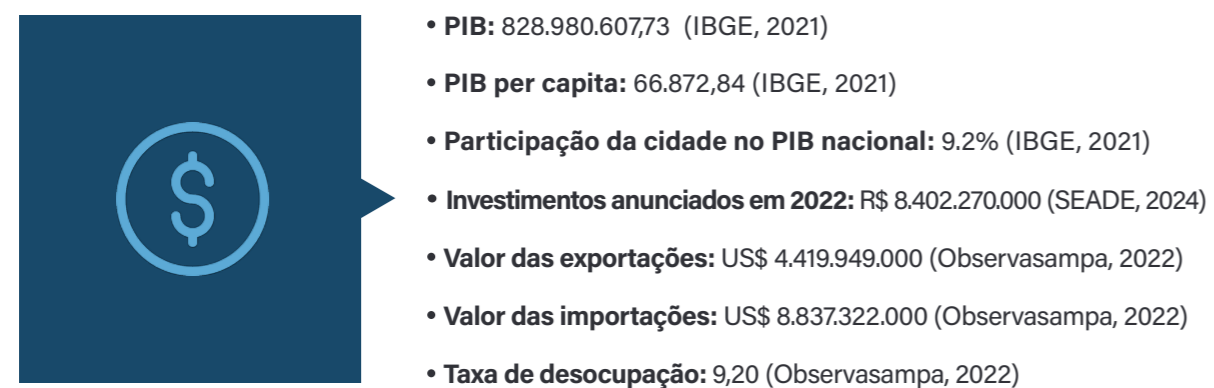 • PIB: 828.980.607,73 (IBGE, 2021)
• PIB per capita: 66.872,84 (IBGE, 2021)
• Participação da cidade no PIB nacional: 9.2% (IBGE, 2021)
• Investimentos anunciados em 2022: R$ 8.402.270.000 (SEADE, 2024)
• Valor das exportações: US$ 4.419.949.000 (Observasampa, 2022)
• Valor das importações: US$ 8.837.322.000 (Observasampa, 2022)
• Taxa de desocupação: 9,20 (Observasampa, 2022)
$